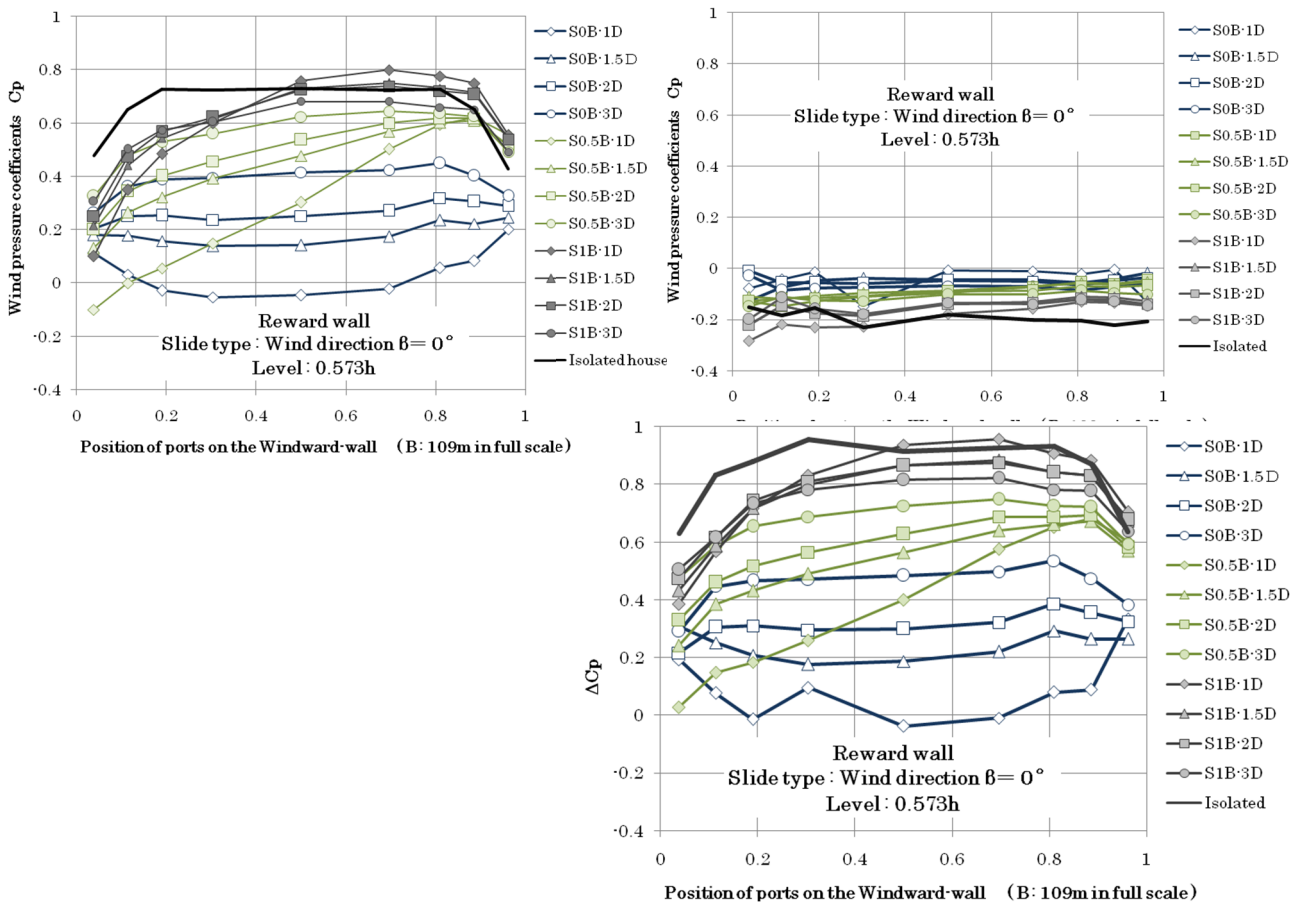 Wind pressure coefficients Cp
1
0.8
0.6
0.4
0.2
0
-0.2
-0.4
0
0.2
0.4
0.6
0.8
1
Reward wall
Slide type : Wind direction ß= 0°
Level : 0.573h
Position of ports on the Windward-wall (B: 109m in full scale)
S0B·1D
S0B·1.5D
S0B·2D
S0B·3D
S0.5B·1D
S0.5B·1.5D
S0.5B·2D
S0.5B·3D
S1B·1D
S1B·1.5D
S1B·2D
S1B·3D
Isolated house
Wind pressure coefficients Cp
1
0.8
0.6
0.4
0.2
0
-0.2
-0.4
0
0.2
0.4
0.6
0.8
1
Reward wall
Slide type : Wind direction ß= 0°
Level : 0.573h
S0B·1D
S0B·1.5D
S0B·2D
S0B·3D
S0.5B·1D
S0.5B·1.5D
S0.5B·2D
S0.5B·3D
S1B·1D
S1B·1.5D
S1B·2D
S1B·3D
Isolated
ΔCp
1
0.8
0.6
0.4
0.2
0
-0.2
-0.4
0
0.2
0.4
0.6
0.8
1
Reward wall
Slide type : Wind direction ß= 0°
Level : 0.573h
Position of ports on the Windward-wall (B: 109m in full scale)
S0B·1D
S0B·1.5D
S0B·2D
S0B·3D
S0.5B·1D
S0.5B·1.5D
S0.5B·2D
S0.5B·3D
S1B·1D
S1B·1.5D
S1B·2D
S1B·3D
Isolated